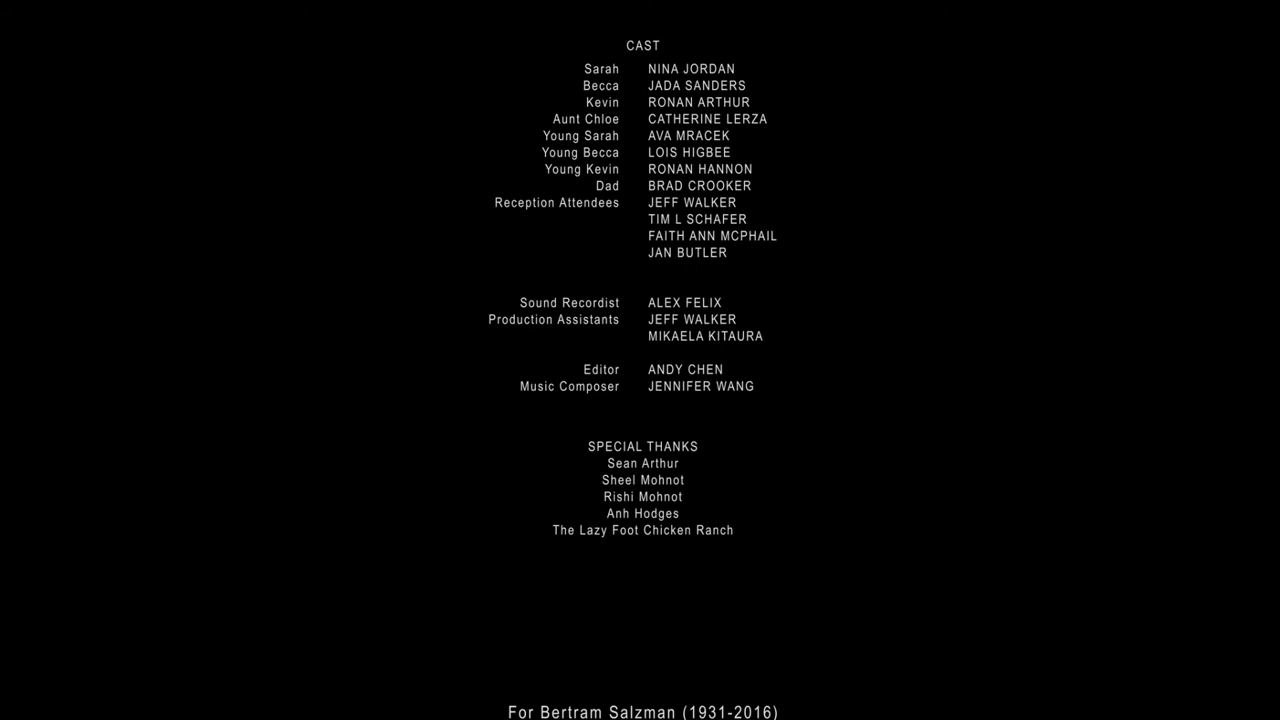 CAST
Sarah NINA JORDAN
Becca JADA SANDERS
Kevin RONAN ARTHUR
Aunt Chloe CATHERINE LERZA
Young Sarah AVA MRACEK
Young Becca LOIS HIGBEE
Young Kevin RONAN HANNON
Dad BRAD CROOKER
Reception Attendees JEFF WALKER
TIM L SCHAFER
FAITH ANN MCPHAIL
JAN BUTLER
Sound Recordist ALEX FELIX
Production Assistants JEFF WALKER
MIKAELA KITAURA
Editor ANDY CHEN
Music Composer JENNIFER WANG
SPECIAL THANKS
Sean Arthur
Sheel Mohnot
Rishi Mohnot
Anh Hodges
The Lazy Foot Chicken Ranch
For Bertram Salzman (1931-2016)